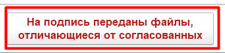 На подпись переданы файлы,
отличающиеся от согласованных